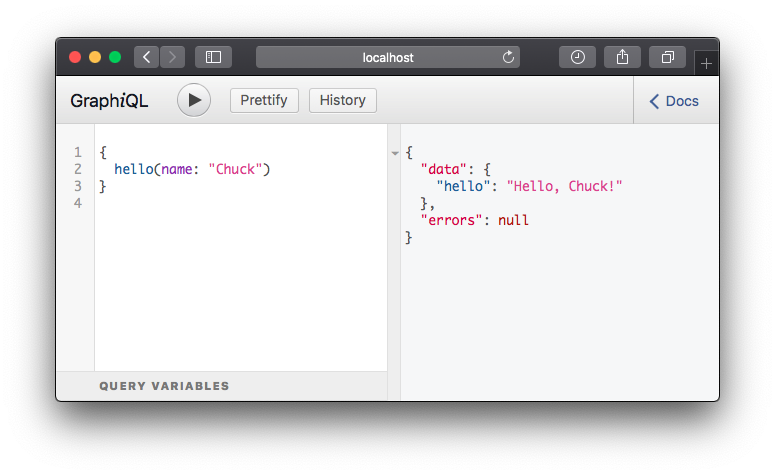 localhost
GraphiQL
Prettify
History
Docs
1 {
2 hello(name: "Chuck")
3 }
4
{
"data": {
"hello": "Hello, Chuck!"
},
"errors": null
}
QUERY VARIABLES